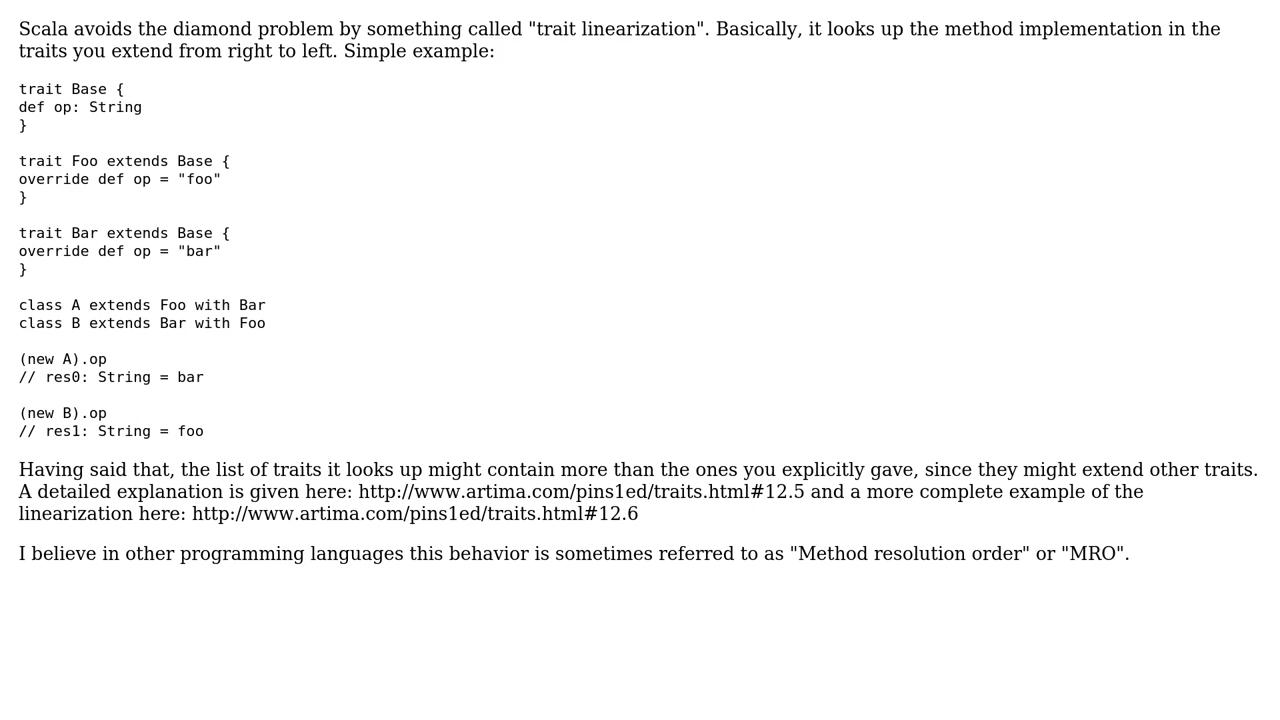 Scala avoids the diamond problem by something called "trait linearization". Basically, it looks up the method implementation in the
traits you extend from right to left. Simple example:
trait Base {
def op: String
}
trait Foo extends Base {
override def op = "foo"
}
trait Bar extends Base {
override def op = "bar"
}
class A extends Foo with Bar
class B extends Bar with Foo
(new A).op
// res0: String = bar
(new B).op
// res1: String = foo
Having said that, the list of traits it looks up might contain more than the ones you explicitly gave, since they might extend other traits.
A detailed explanation is given here: http://www.artima.com/pins1ed/traits.html#12.5 and a more complete example of the
linearization here: http://www.artima.com/pins1ed/traits.html#12.6
I believe in other programming languages this behavior is sometimes referred to as "Method resolution order" or "MRO".